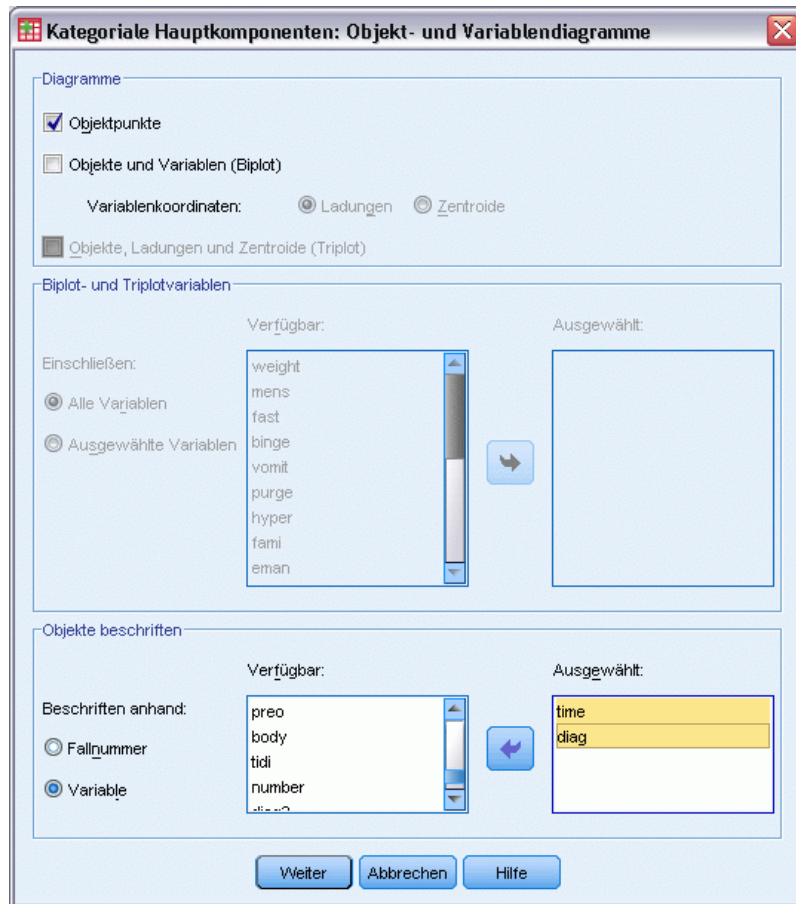 Kategoriale Hauptkomponenten: Objekt- und Variablendiagramme
Diagramme
Objektpunkte
Objekte und Variablen (Biplot)
Variablenkoordinaten: Ladungen Zentroide
Objekte, Ladungen und Zentroide (Triplot)
Biplot- und Triplotvariablen
Verfügbar: Ausgewählt:
Einschließen:
Alle Variablen
Ausgewählte Variablen
weight
mens
fast
binge
vomit
purge
hyper
fami
eman
Objekte beschriften
Verfügbar: Ausgewählt:
Beschriften anhand:
Fallnummer
Variable
preo
body
tidi
number
time
diag
Weiter Abbrechen Hilfe